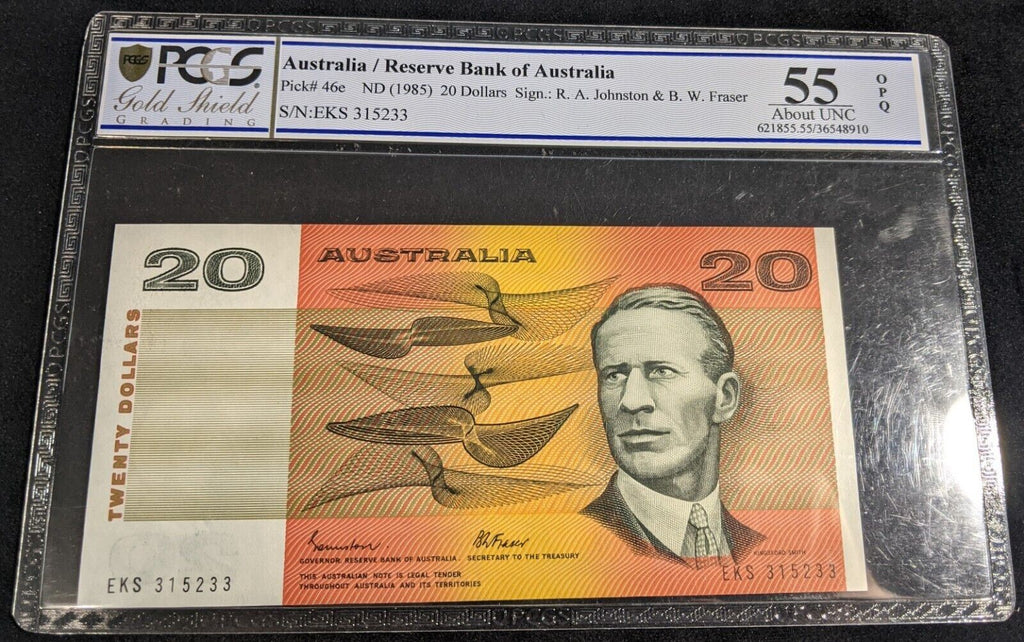 PCGS
Gold Shield
GRADING
Australia / Reserve Bank of Australia
Pick# 46e ND (1985) 20 Dollars Sign.: R. A. Johnston & B. W. Fraser
S/N:EKS 315233
55
About UNC
621855.55/36548910
OPQ
20
AUSTRALIA
20
TWENTY DOLLARS
RJohnston
BWFraser
GOVERNOR RESERVE BANK OF AUSTRALIA.
SECRETARY TO THE TREASURY
THIS AUSTRALIAN NOTE IS LEGAL TENDER
THROUGHOUT AUSTRALIA AND ITS TERRITORIES
KINGSFORD SMITH
EKS 315233
EKS 315233